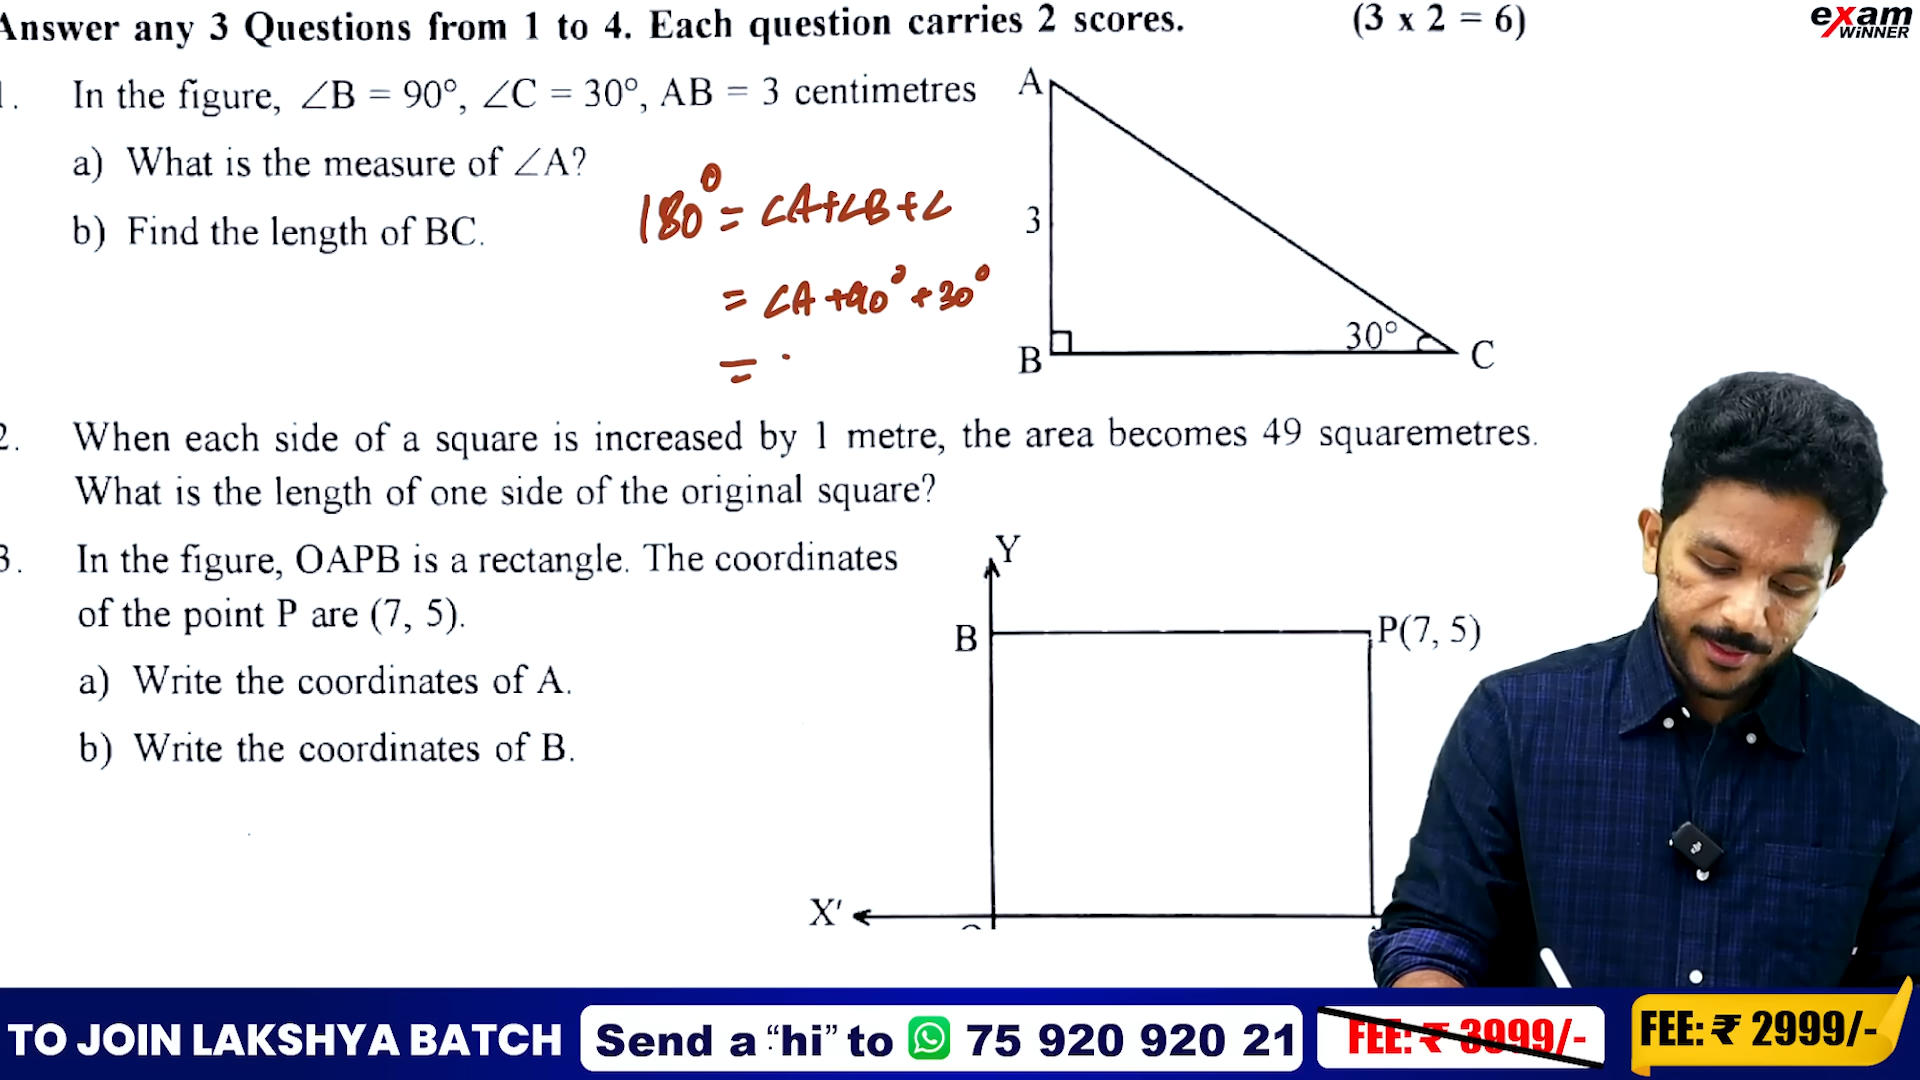 Answer any 3 Questions from 1 to 4. Each question carries 2 scores. (3 x 2 = 6)
exam
WiNNER
In the figure, ∠B = 90°, ∠C = 30°, AB = 3 centimetres
a) What is the measure of ∠A?
b) Find the length of BC.
180° = ∠A+∠B+∠
= ∠A+90°+30°
=
A
3
B
30°
C
2. When each side of a square is increased by 1 metre, the area becomes 49 squaremetres.
What is the length of one side of the original square?
3. In the figure, OAPB is a rectangle. The coordinates
of the point P are (7, 5).
a) Write the coordinates of A.
b) Write the coordinates of B.
Y
B
P(7, 5)
X'
TO JOIN LAKSHYA BATCH
Send a “hi” to 75 920 920 21
FEE: ₹ 3999/-
FEE: ₹ 2999/-